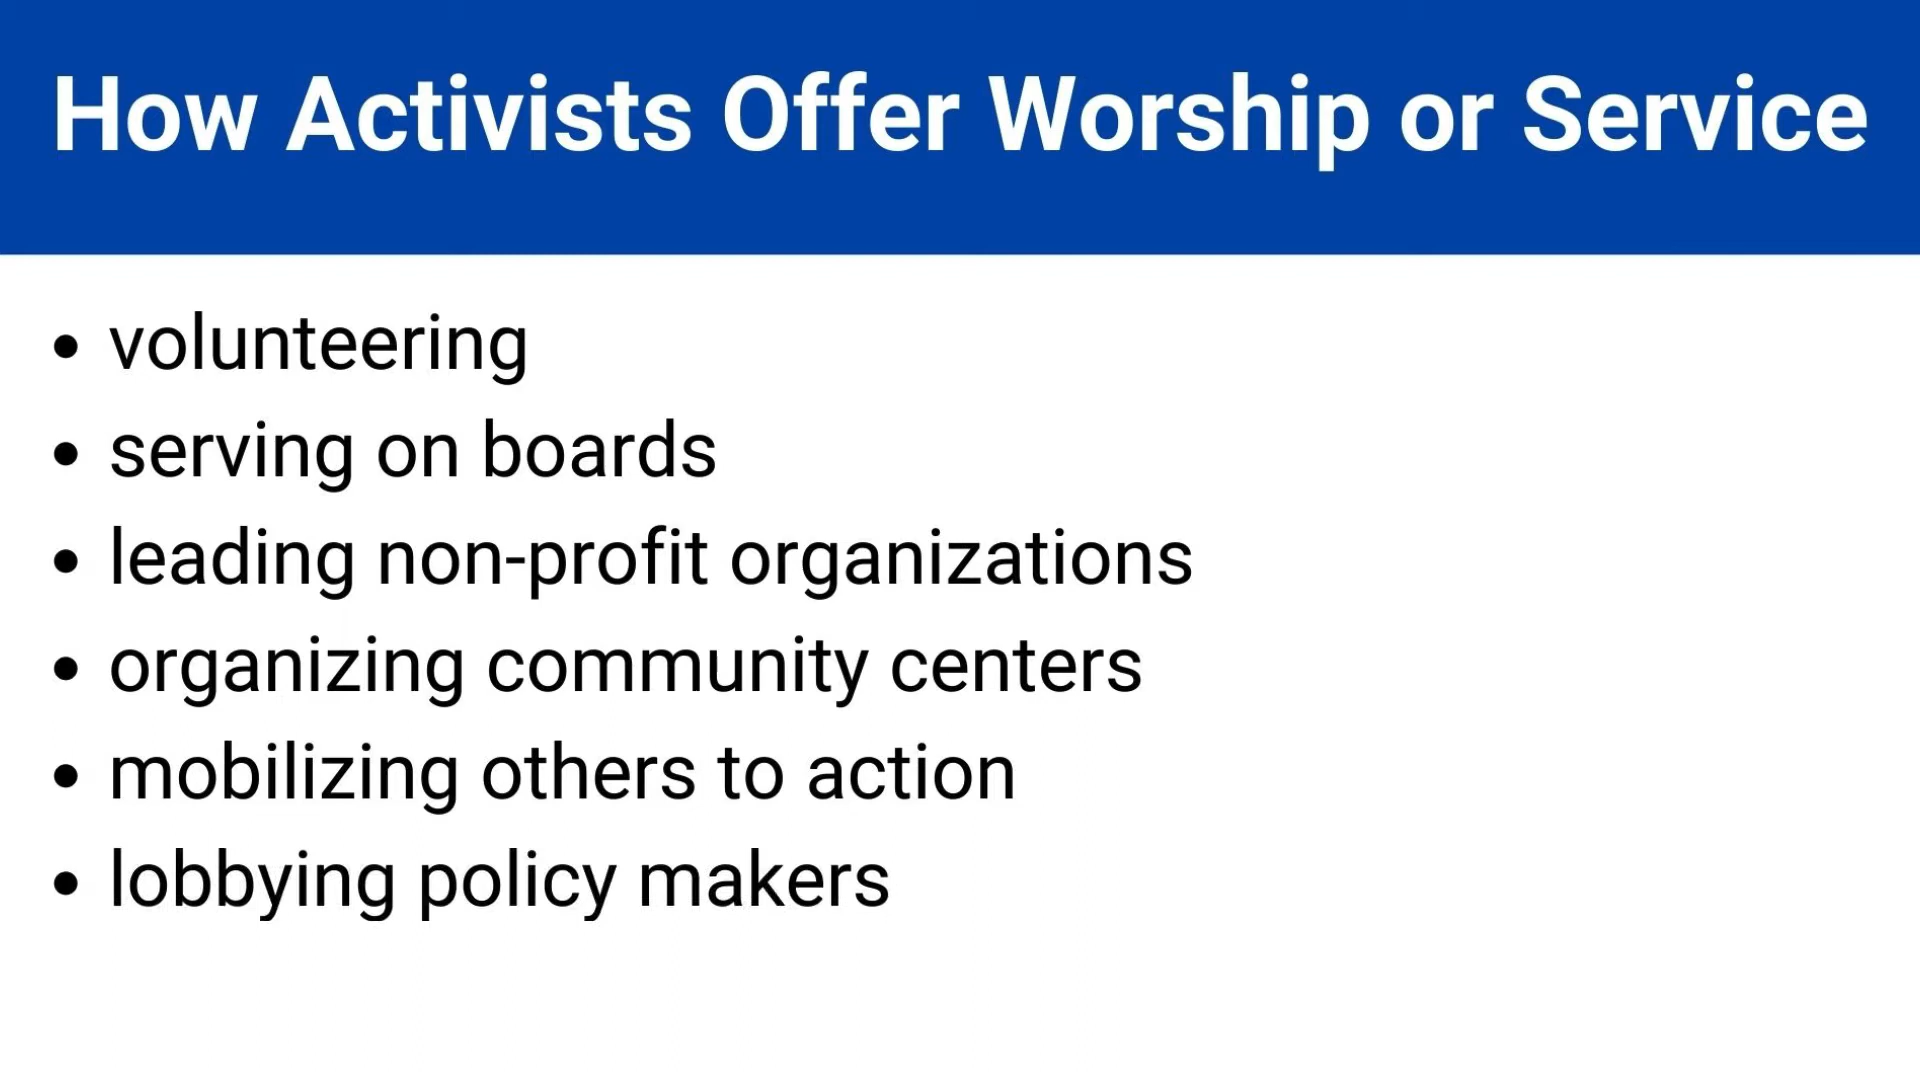 How Activists Offer Worship or Service
• volunteering
• serving on boards
• leading non-profit organizations
• organizing community centers
• mobilizing others to action
• lobbying policy makers